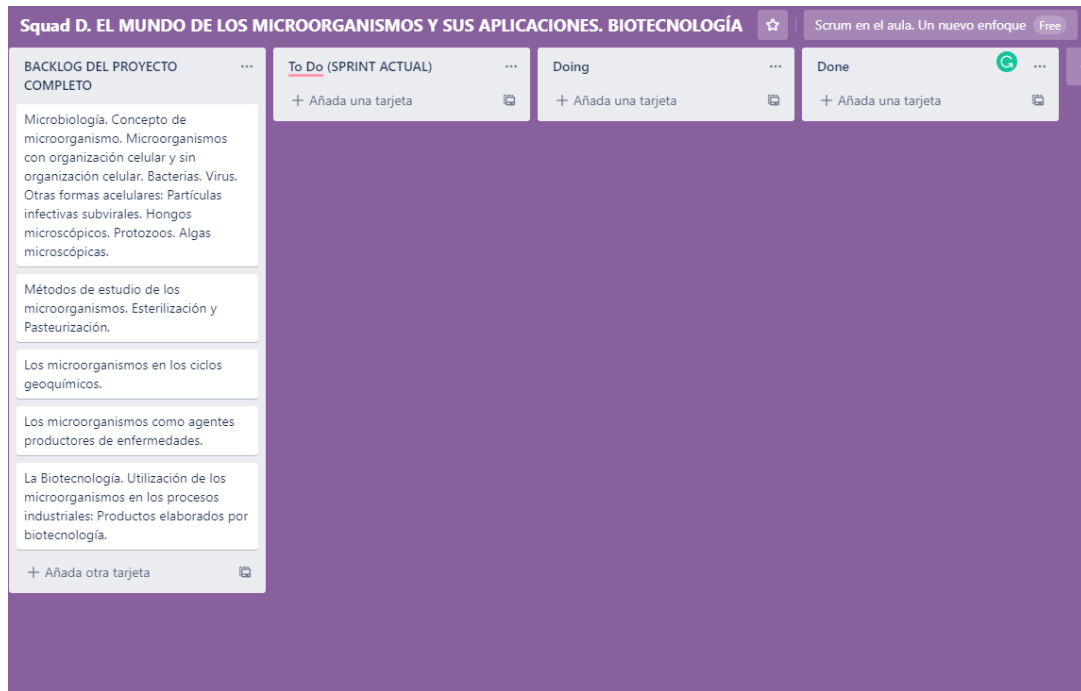 Squad D. EL MUNDO DE LOS MICROORGANISMOS Y SUS APLICACIONES. BIOTECNOLOGÍA
Scrum en el aula. Un nuevo enfoque Free
BACKLOG DEL PROYECTO
COMPLETO
Microbiología. Concepto de
microorganismo. Microorganismos
con organización celular y sin
organización celular. Bacterias. Virus.
Otras formas acelulares: Partículas
infectivas subvirales. Hongos
microscópicos. Protozoos. Algas
microscópicas.
Métodos de estudio de los
microorganismos. Esterilización y
Pasteurización.
Los microorganismos en los ciclos
geoquímicos.
Los microorganismos como agentes
productores de enfermedades.
La Biotecnología. Utilización de los
microorganismos en los procesos
industriales: Productos elaborados por
biotecnología.
+ Añada otra tarjeta
To Do (SPRINT ACTUAL)
+ Añada una tarjeta
Doing
+ Añada una tarjeta
Done
+ Añada una tarjeta